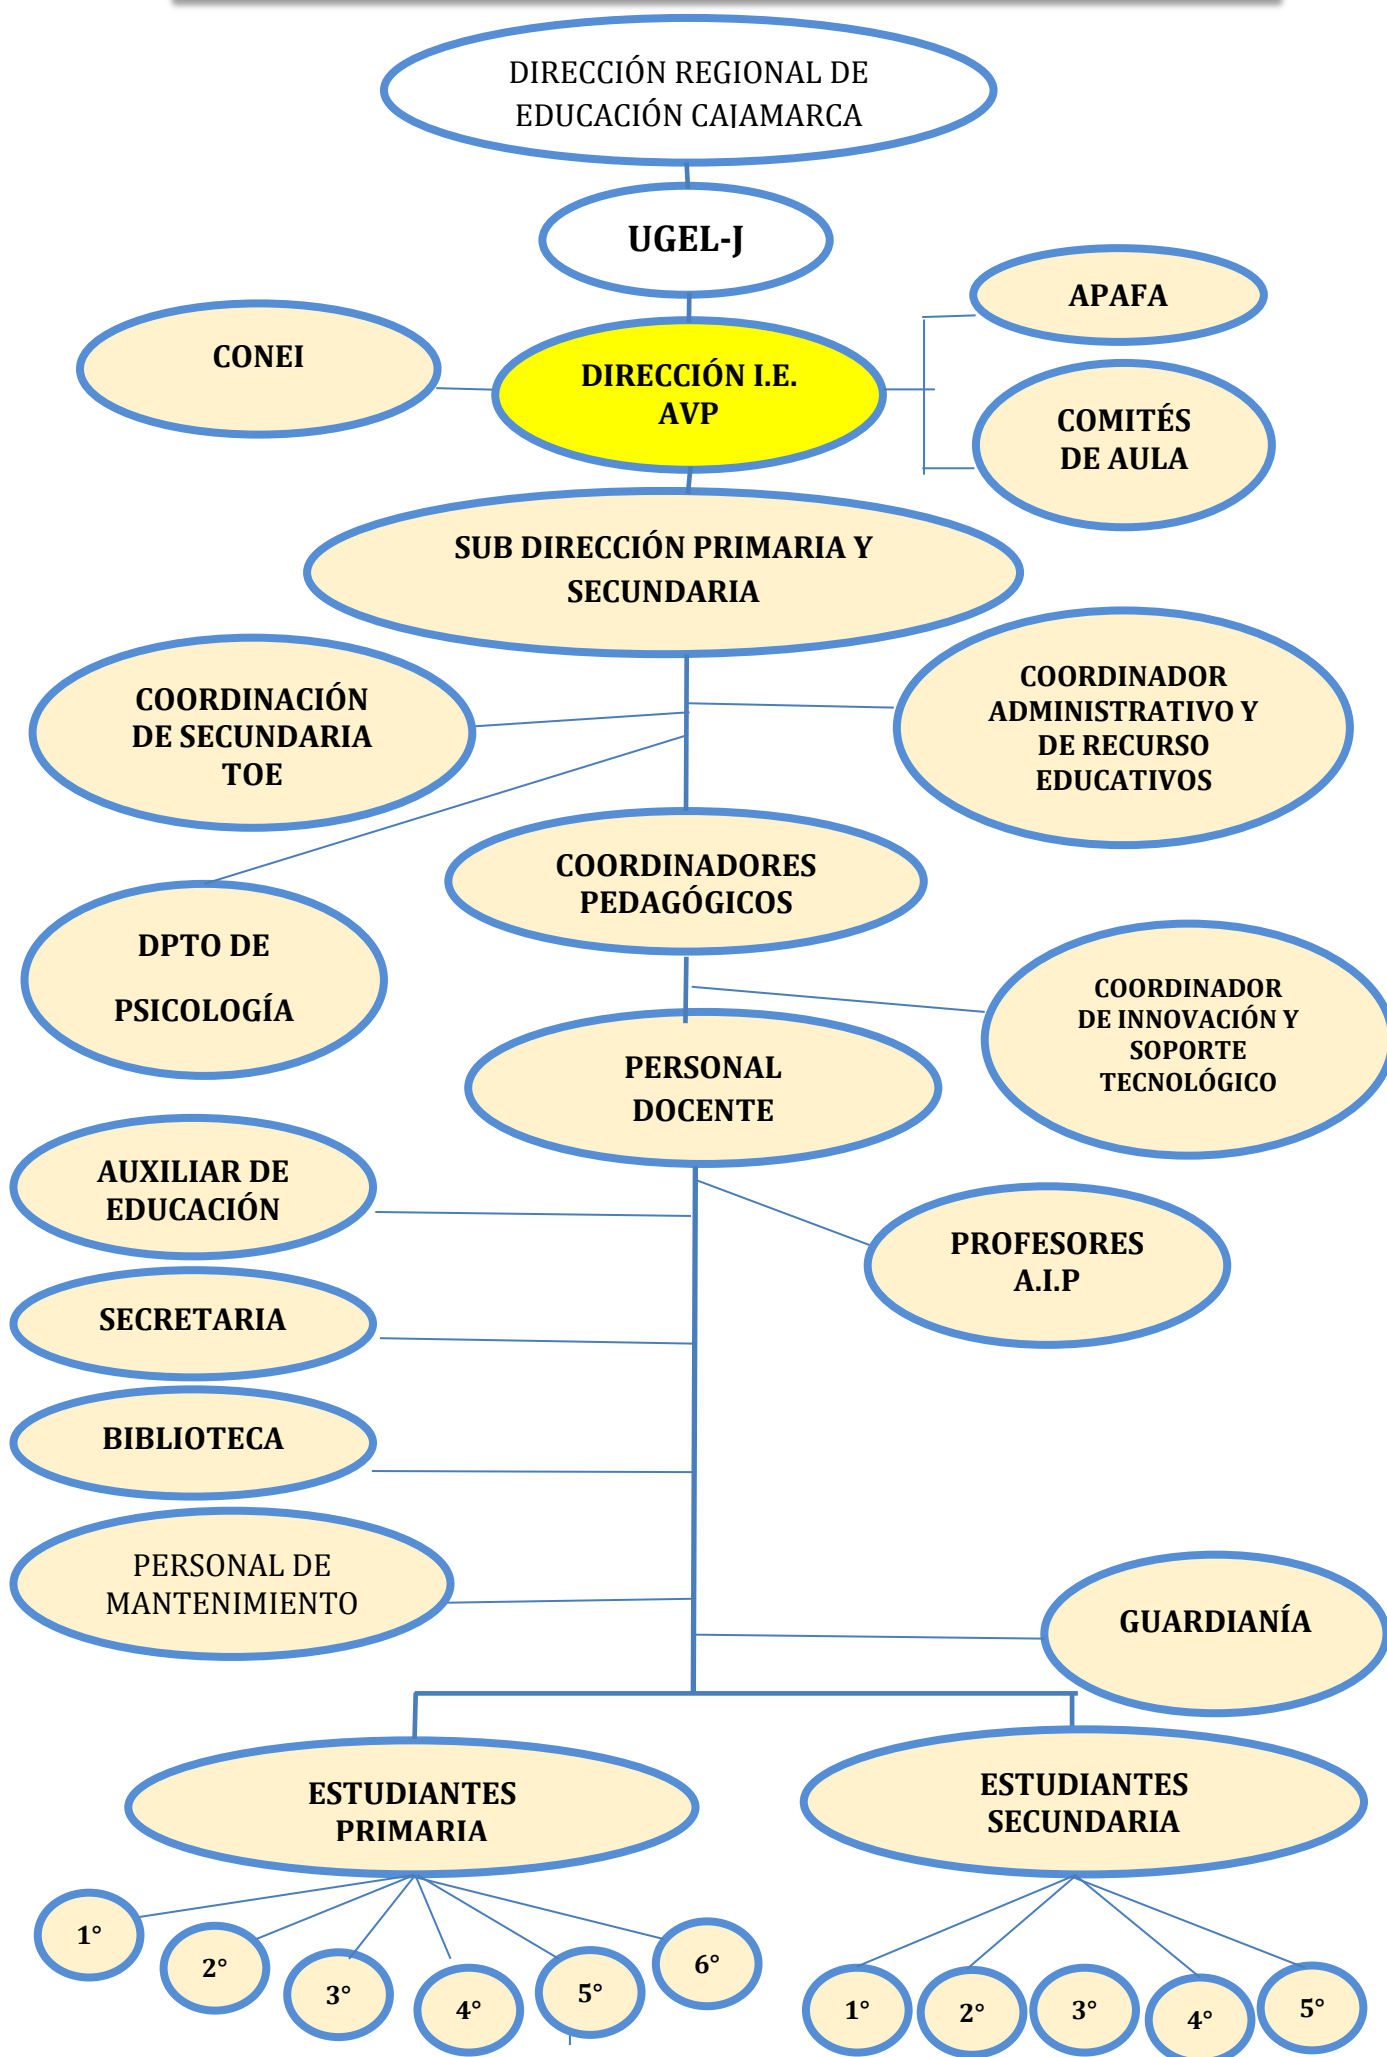 DIRECCIÓN REGIONAL DE
EDUCACIÓN CAJAMARCA
UGEL-J
APAFA
CONEI
DIRECCIÓN I.E.
AVP
COMITÉS
DE AULA
SUB DIRECCIÓN PRIMARIA Y
SECUNDARIA
COORDINACIÓN
DE SECUNDARIA
TOE
COORDINADOR
ADMINISTRATIVO Y
DE RECURSO
EDUCATIVOS
COORDINADORES
PEDAGÓGICOS
DPTO DE
PSICOLOGÍA
COORDINADOR
DE INNOVACIÓN Y
SOPORTE
TECNOLÓGICO
PERSONAL
DOCENTE
AUXILIAR DE
EDUCACIÓN
PROFESORES
A.I.P
SECRETARIA
BIBLIOTECA
PERSONAL DE
MANTENIMIENTO
GUARDIANÍA
ESTUDIANTES
PRIMARIA
ESTUDIANTES
SECUNDARIA
1°
2°
3°
4°
5°
6°
1°
2°
3°
4°
5°